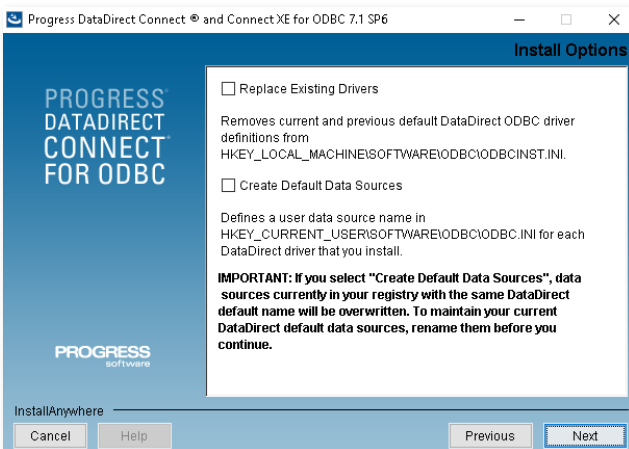 Progress DataDirect Connect ® and Connect XE for ODBC 7.1 SP6
Install Options
PROGRESS
DATADIRECT
CONNECT
FOR ODBC
Replace Existing Drivers
Removes current and previous default DataDirect ODBC driver
definitions from
HKEY_LOCAL_MACHINE\SOFTWARE\ODBC\ODBCINST.INI.
Create Default Data Sources
Defines a user data source name in
HKEY_CURRENT_USER\SOFTWARE\ODBC\ODBC.INI for each
DataDirect driver that you install.
IMPORTANT: If you select "Create Default Data Sources", data
sources currently in your registry with the same DataDirect
default name will be overwritten. To maintain your current
DataDirect default data sources, rename them before you
continue.
PROGRESS
software
InstallAnywhere
Cancel
Help
Previous
Next